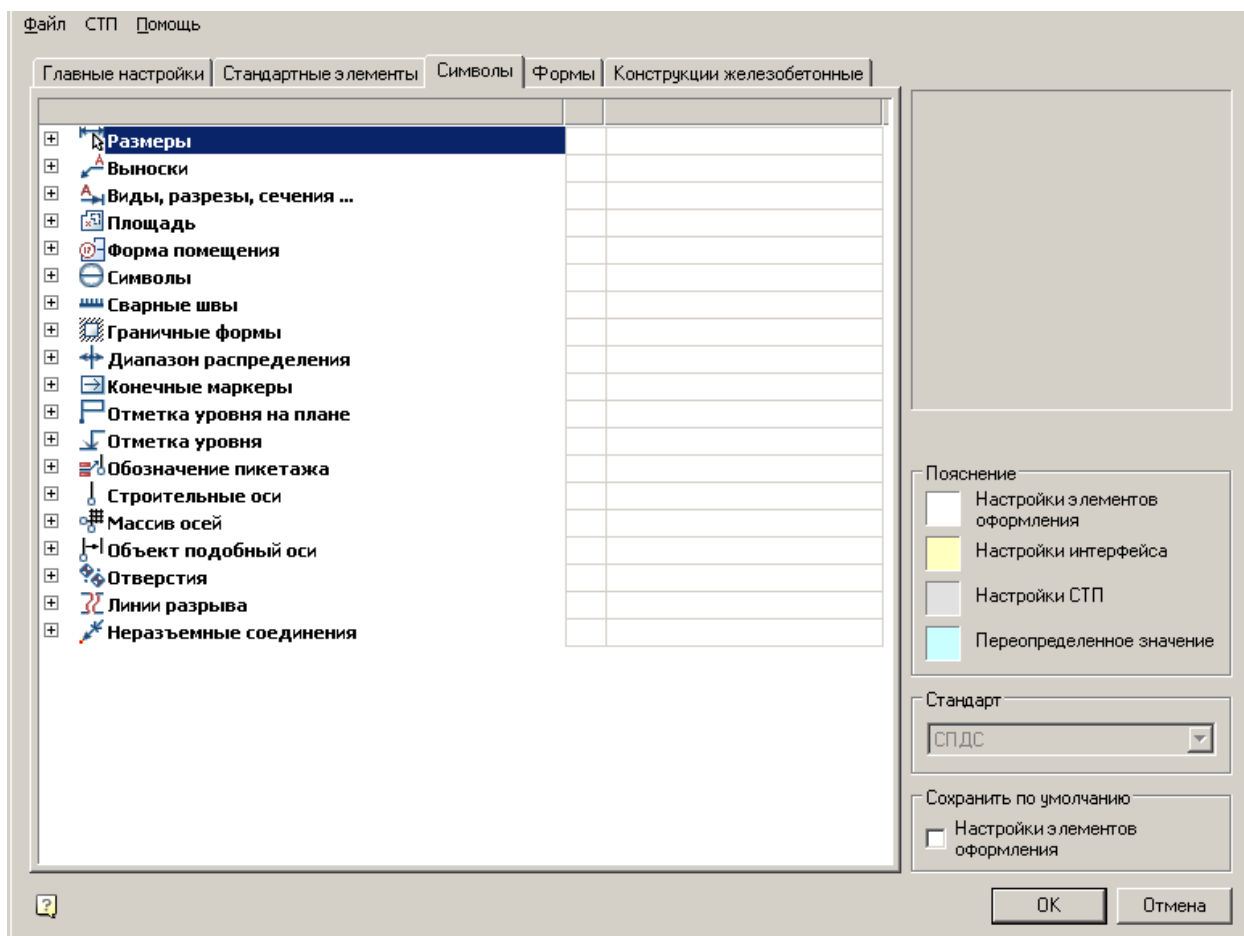 Файл СТП Помощь
Главные настройки Стандартные элементы Символы Формы Конструкции железобетонные
Размеры
Выноски
Виды, разрезы, сечения ...
Площадь
Форма помещения
Символы
Сварные швы
Граничные формы
Диапазон распределения
Конечные маркеры
Отметка уровня на плане
Отметка уровня
Обозначение пикетажа
Строительные оси
Массив осей
Объект подобный оси
Отверстия
Линии разрыва
Неразъемные соединения
Пояснение
Настройки элементов
оформления
Настройки интерфейса
Настройки СТП
Переопределенное значение
Стандарт
СПДС
Сохранить по умолчанию
Настройки элементов
оформления
OK Отмена